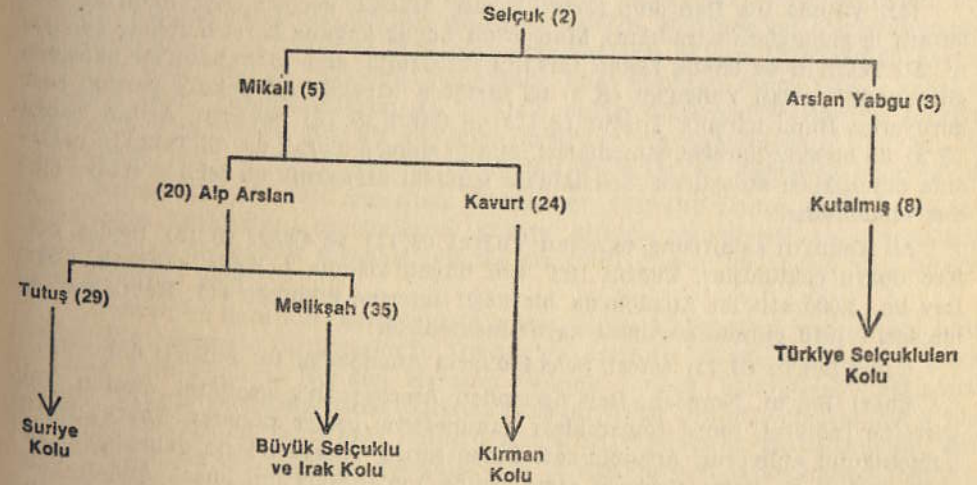 Selçuk (2)
Mikail (5)
Arslan Yabgu (3)
(20) Alp Arslan
Kavurt (24)
Kutalmış (8)
Tutuş (29)
Melikşah (35)
Türkiye Selçukluları
Kolu
Suriye
Kolu
Büyük Selçuklu
ve Irak Kolu
Kirman
Kolu